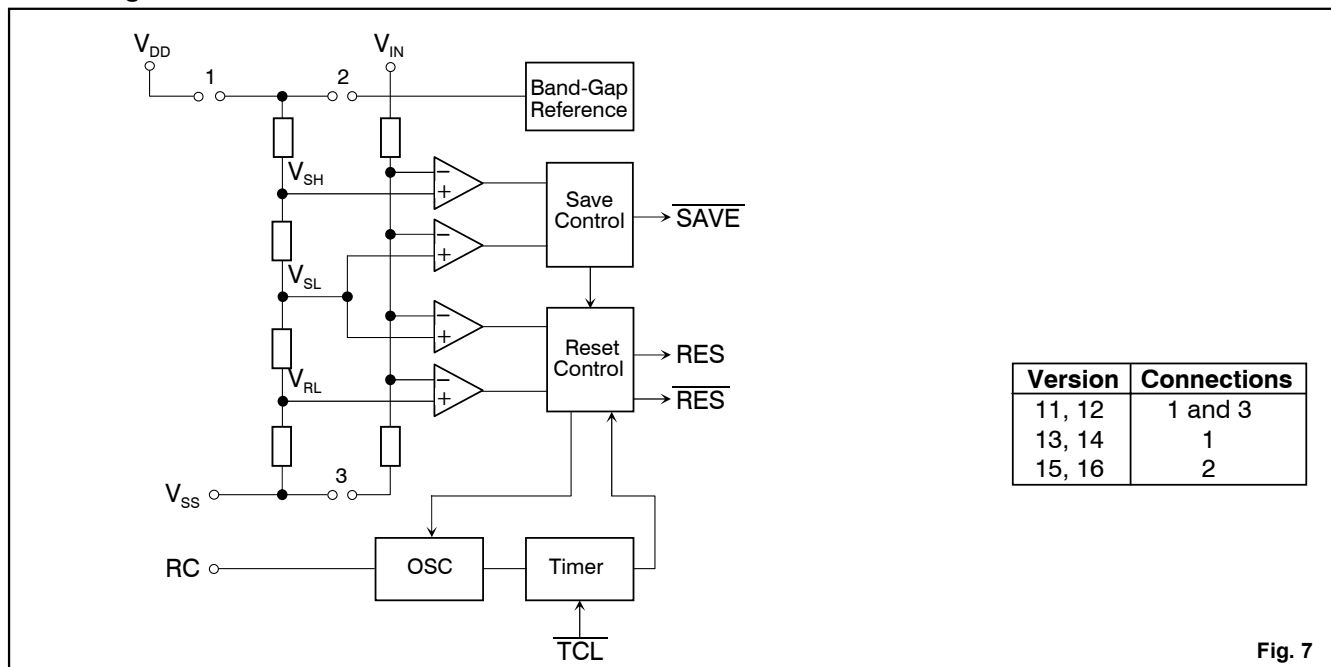 V_DD
V_IN
1
2
Band-Gap
Reference
V_SH
− +
Save
Control
SAVE
− +
V_SL
− +
Reset
Control
RES
V_RL
− +
RES
3
V_SS
RC
OSC
Timer
TCL
Version Connections
11, 12 1 and 3
13, 14 1
15, 16 2
Fig. 7